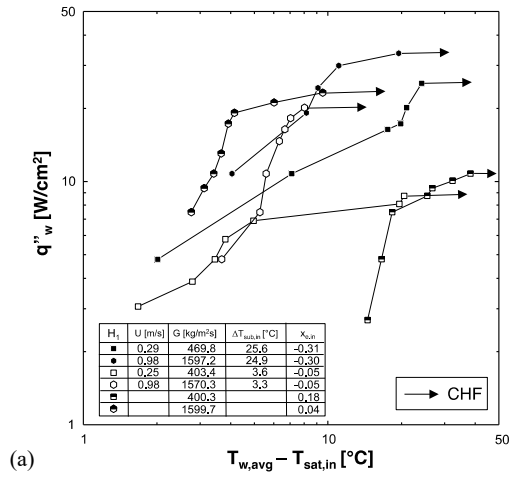 50
10
1
q"w [W/cm2]
H1 U [m/s] G [kg/m2s] ΔTsub,in [°C] xe,in
0.29 469.8 25.6 -0.31
0.98 1597.2 24.9 -0.30
0.25 403.4 3.6 -0.05
0.98 1570.3 3.3 -0.05
400.3 0.18
1599.7 0.04
CHF
1 10 50
(a) Tw,avg – Tsat,in [°C]